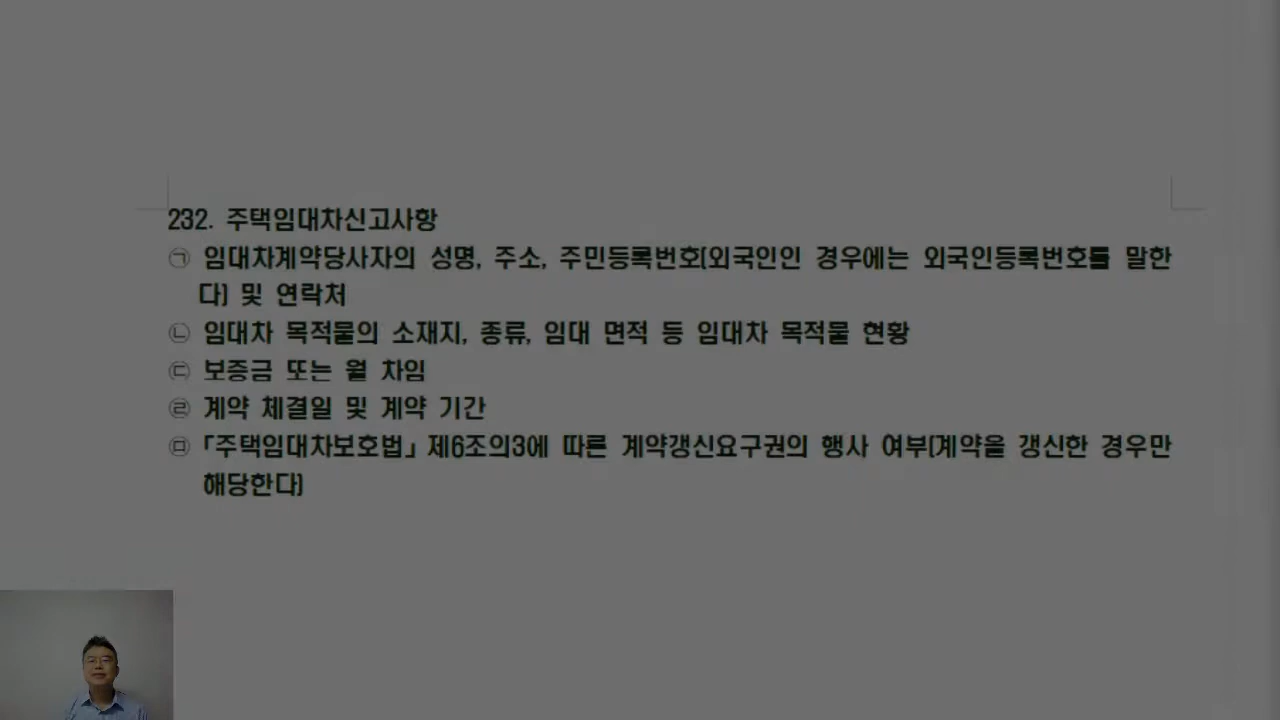 232. 주택임대차신고사항
㉠ 임대차계약당사자의 성명, 주소, 주민등록번호(외국인인 경우에는 외국인등록번호를 말한
다) 및 연락처
㉡ 임대차 목적물의 소재지, 종류, 임대 면적 등 임대차 목적물 현황
㉢ 보증금 또는 월 차임
㉣ 계약 체결일 및 계약 기간
㉤ 「주택임대차보호법」 제6조의3에 따른 계약갱신요구권의 행사 여부(계약을 갱신한 경우만
해당한다)